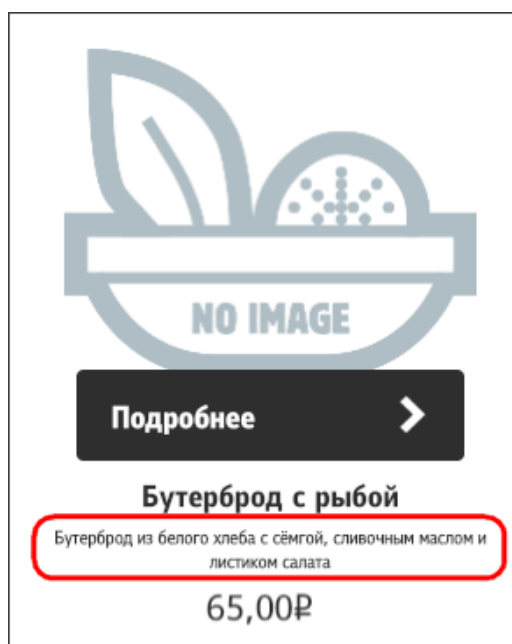 NO IMAGE
Подробнее
Бутерброд с рыбой
Бутерброд из белого хлеба с сёмгой, сливочным маслом и
листиком салата
65,00₽